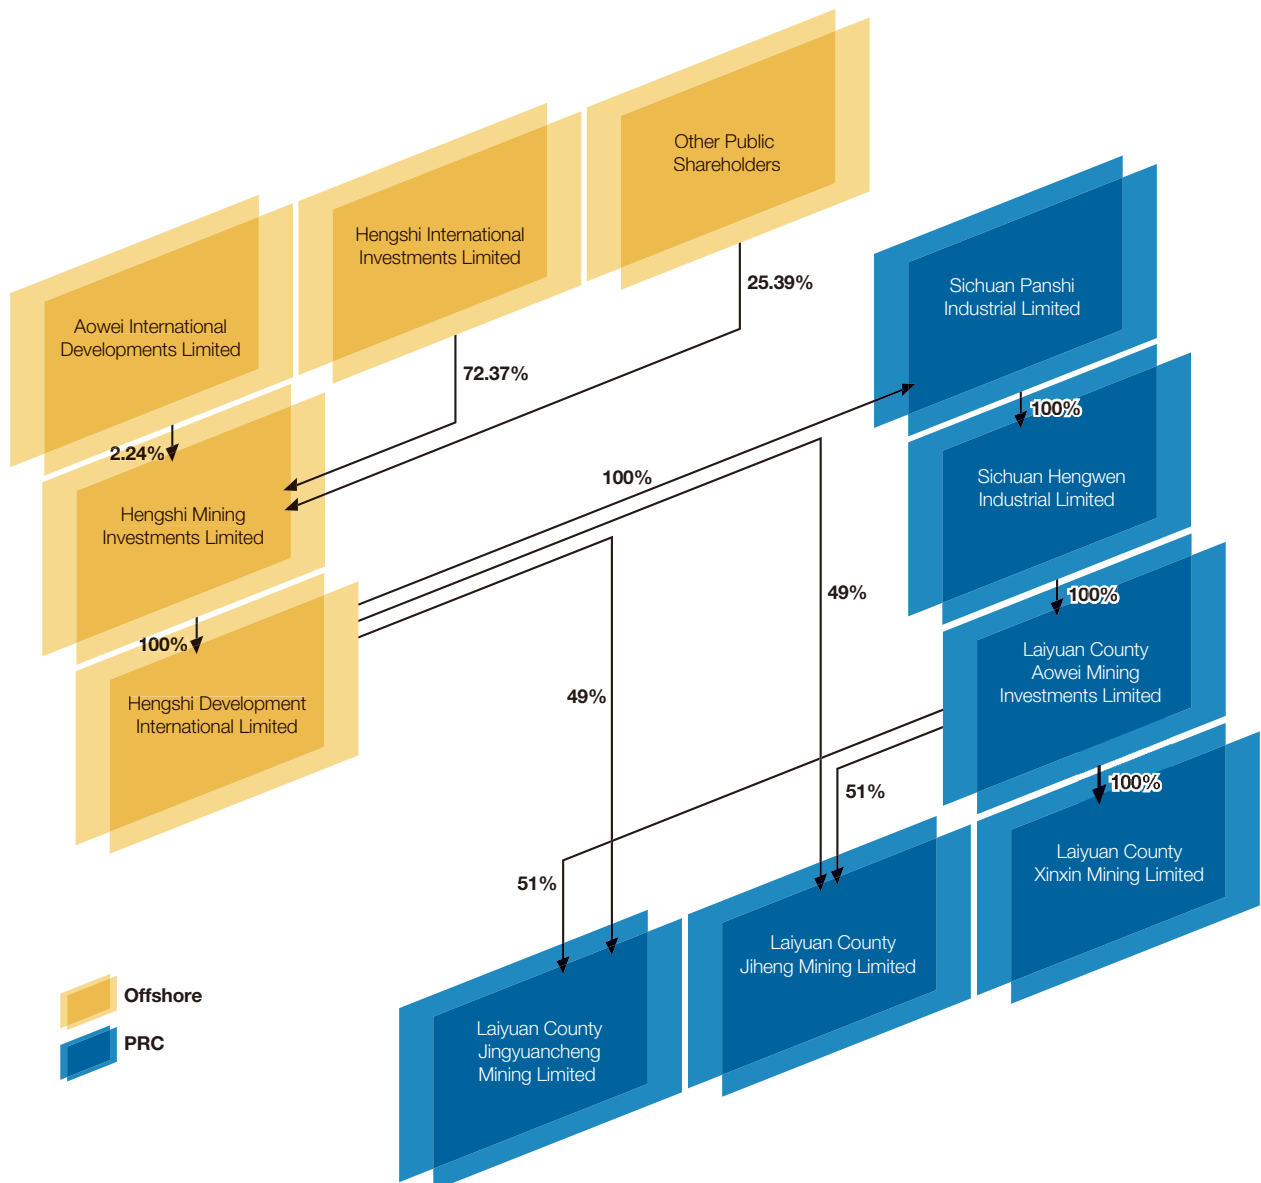 Other Public
Shareholders
Hengshi International
Investments Limited
25.39%
Sichuan Panshi
Industrial Limited
Aowei International
Developments Limited
72.37%
100%
2.24%
100%
Sichuan Hengwen
Industrial Limited
Hengshi Mining
Investments Limited
49%
100%
100%
Laiyuan County
Aowei Mining
Investments Limited
49%
Hengshi Development
International Limited
51%
100%
Laiyuan County
Xinxin Mining Limited
51%
Laiyuan County
Jiheng Mining Limited
Offshore
Laiyuan County
Jingyuancheng
Mining Limited
PRC